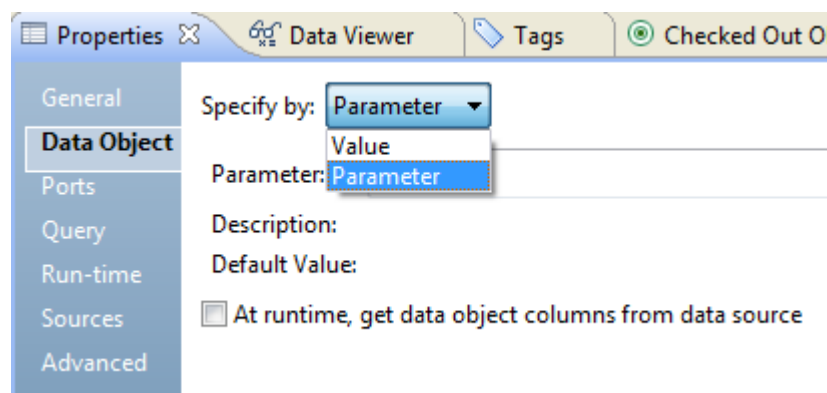 Properties Data Viewer Tags Checked Out O
General
Data Object
Ports
Query
Run-time
Sources
Advanced
Specify by: Parameter
Value
Parameter
Parameter:
Description:
Default Value:
At runtime, get data object columns from data source